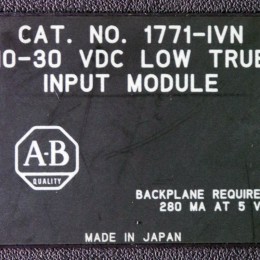 CAT. NO. 1771-IVN
10-30 VDC LOW TRUE
INPUT MODULE
A-B
QUALITY
BACKPLANE REQUIRE
280 MA AT 5 V
MADE IN JAPAN